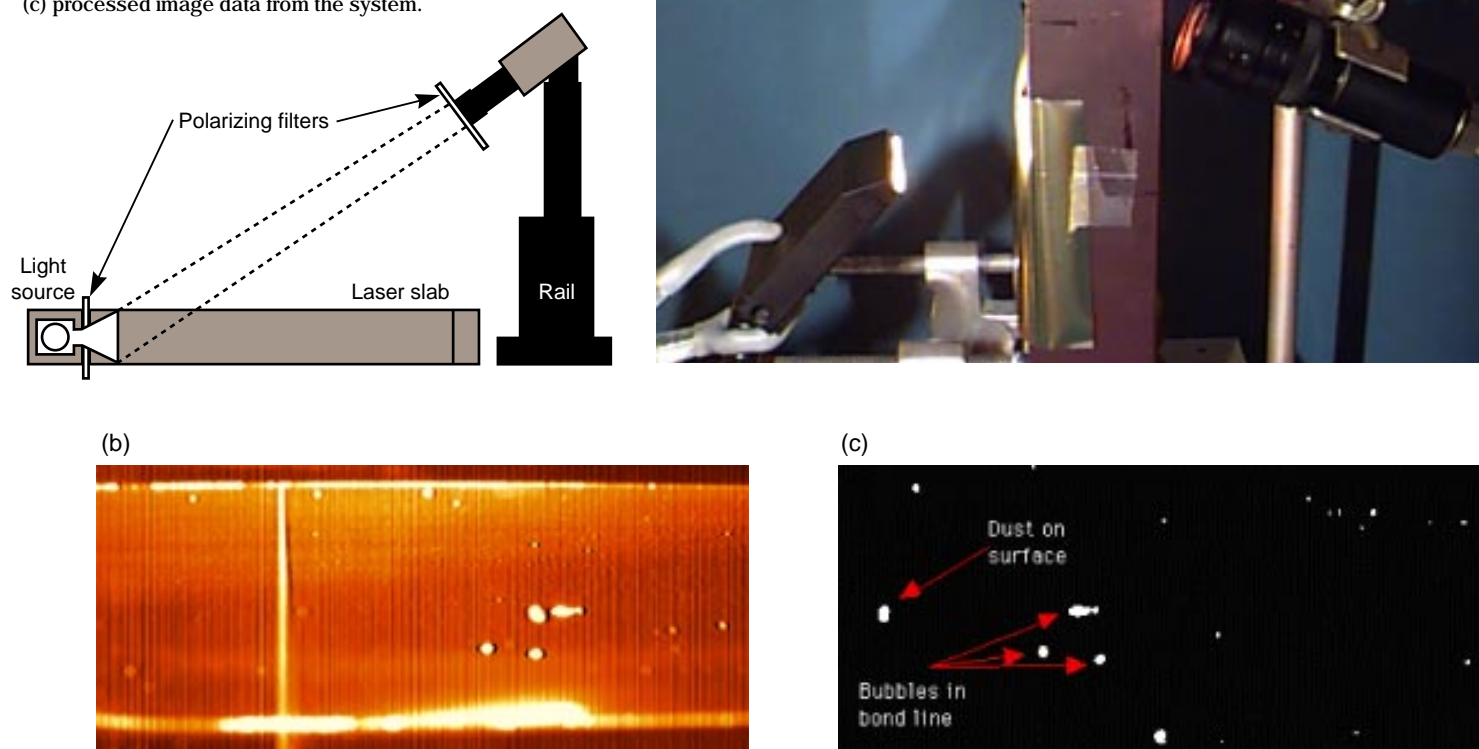 (c) processed image data from the system.
Polarizing filters
Light
source
Laser slab
Rail
(b)
(c)
Dust on
surface
Bubbles in
bond line